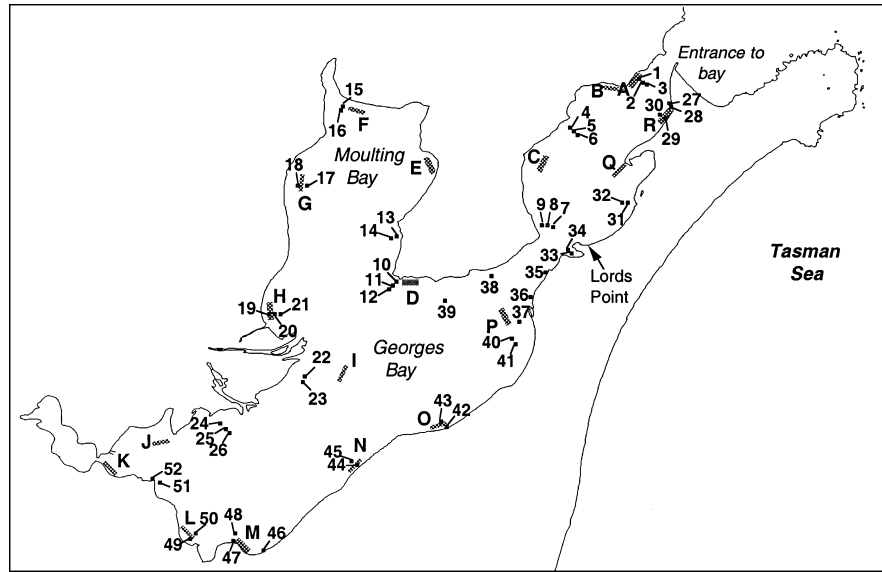 Entrance to
bay
1
A
B
2
3
30
27
28
R
29
15
16
F
4
5
6
Moulting
Bay
E
C
Q
18
17
G
32
31
9 8 7
13
14
34
33
Tasman
Sea
Lords
Point
10
11
12
D
35
38
39
36
H
19
21
20
P
37
40
41
Georges
Bay
22
23
I
24
25
26
43
42
O
J
K
45
N
44
52
51
L
50
49
48
M
46
47